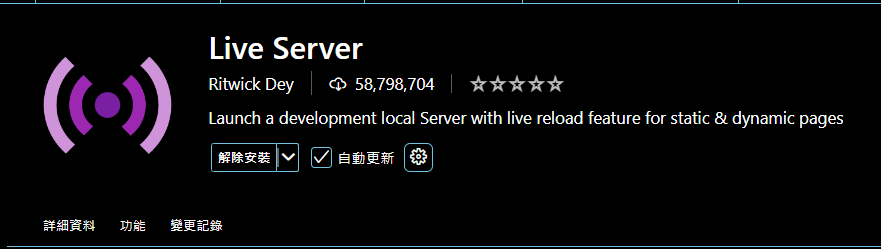 Live Server
Ritwick Dey 58,798,704
Launch a development local Server with live reload feature for static & dynamic pages
解除安裝 自動更新
詳細資料 功能 變更記錄